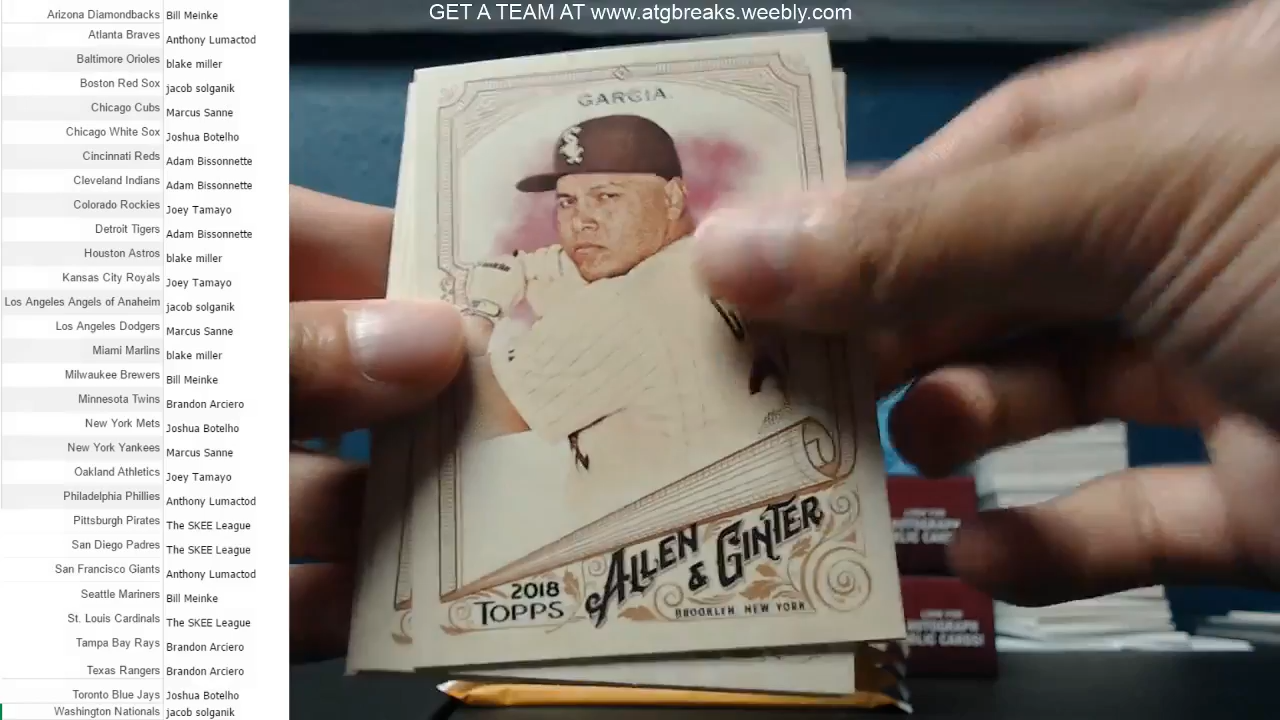 GET A TEAM AT www.atgbreaks.weebly.com
Arizona Diamondbacks Bill Meinke
Atlanta Braves Anthony Lumactod
Baltimore Orioles blake miller
Boston Red Sox jacob solganik
Chicago Cubs Marcus Sanne
Chicago White Sox Joshua Botelho
Cincinnati Reds Adam Bissonnette
Cleveland Indians Adam Bissonnette
Colorado Rockies Joey Tamayo
Detroit Tigers Adam Bissonnette
Houston Astros blake miller
Kansas City Royals Joey Tamayo
Los Angeles Angels of Anaheim jacob solganik
Los Angeles Dodgers Marcus Sanne
Miami Marlins blake miller
Milwaukee Brewers Bill Meinke
Minnesota Twins Brandon Arciero
New York Mets Joshua Botelho
New York Yankees Marcus Sanne
Oakland Athletics Joey Tamayo
Philadelphia Phillies Anthony Lumactod
Pittsburgh Pirates The SKEE League
San Diego Padres The SKEE League
San Francisco Giants Anthony Lumactod
Seattle Mariners Bill Meinke
St. Louis Cardinals The SKEE League
Tampa Bay Rays Brandon Arciero
Texas Rangers Brandon Arciero
Toronto Blue Jays Joshua Botelho
Washington Nationals jacob solganik
GARCIA
2018
TOPPS
ALLEN
& GINTER
BROOKLYN NEW YORK